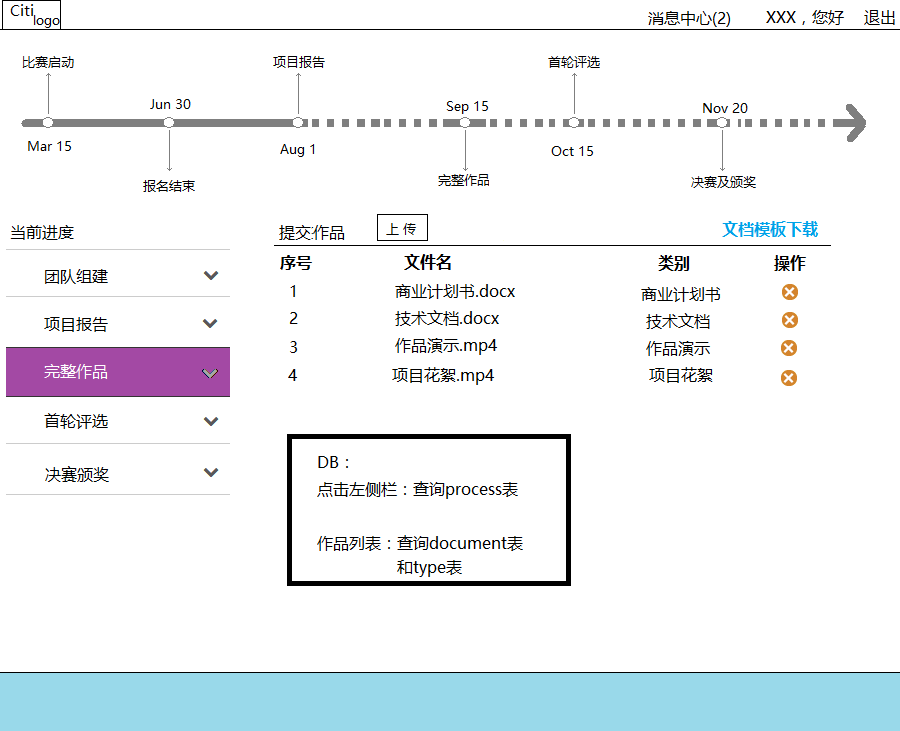 Citi
logo
消息中心(2) XXX，您好 退出
比赛启动 项目报告 首轮评选
Jun 30 Sep 15 Nov 20
Mar 15 Aug 1 Oct 15
报名结束 完整作品 决赛及颁奖
当前进度
团队组建
项目报告
完整作品
首轮评选
决赛颁奖
提交作品 上传 文档模板下载
序号 文件名 类别 操作
1 商业计划书.docx 商业计划书
2 技术文档.docx 技术文档
3 作品演示.mp4 作品演示
4 项目花絮.mp4 项目花絮
DB：
点击左侧栏：查询process表
作品列表：查询document表
和type表